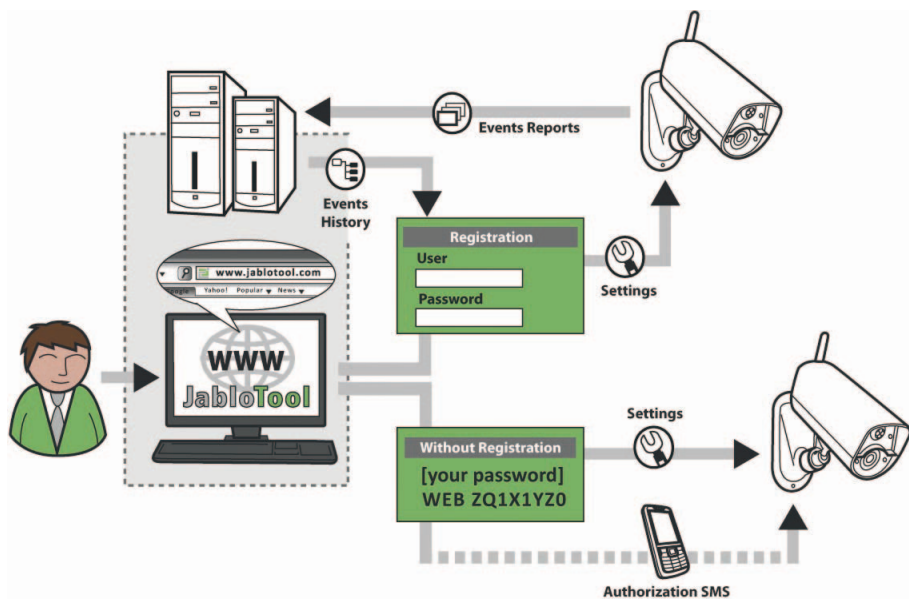 Events Reports
Events
History
Registration
User
Password
Settings
www.jablotool.com
Yahoo! Popular News
WWW
JabloTool
Settings
Without Registration
[your password]
WEB ZQ1X1YZ0
Authorization SMS